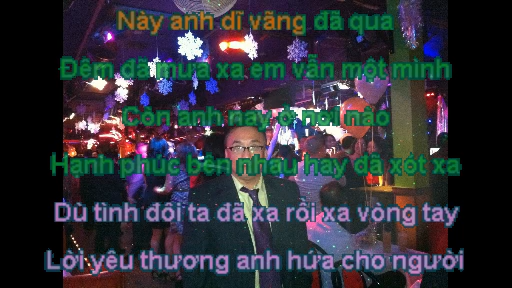 Này anh dĩ vãng đã qua
Đêm đã mưa xa em vẫn một mình
Còn anh nay ở nơi nào
Hạnh phúc bên nhau hay đã xót xa
Dù tình đôi ta đã xa rồi xa vòng tay
Lời yêu thương anh hứa cho người